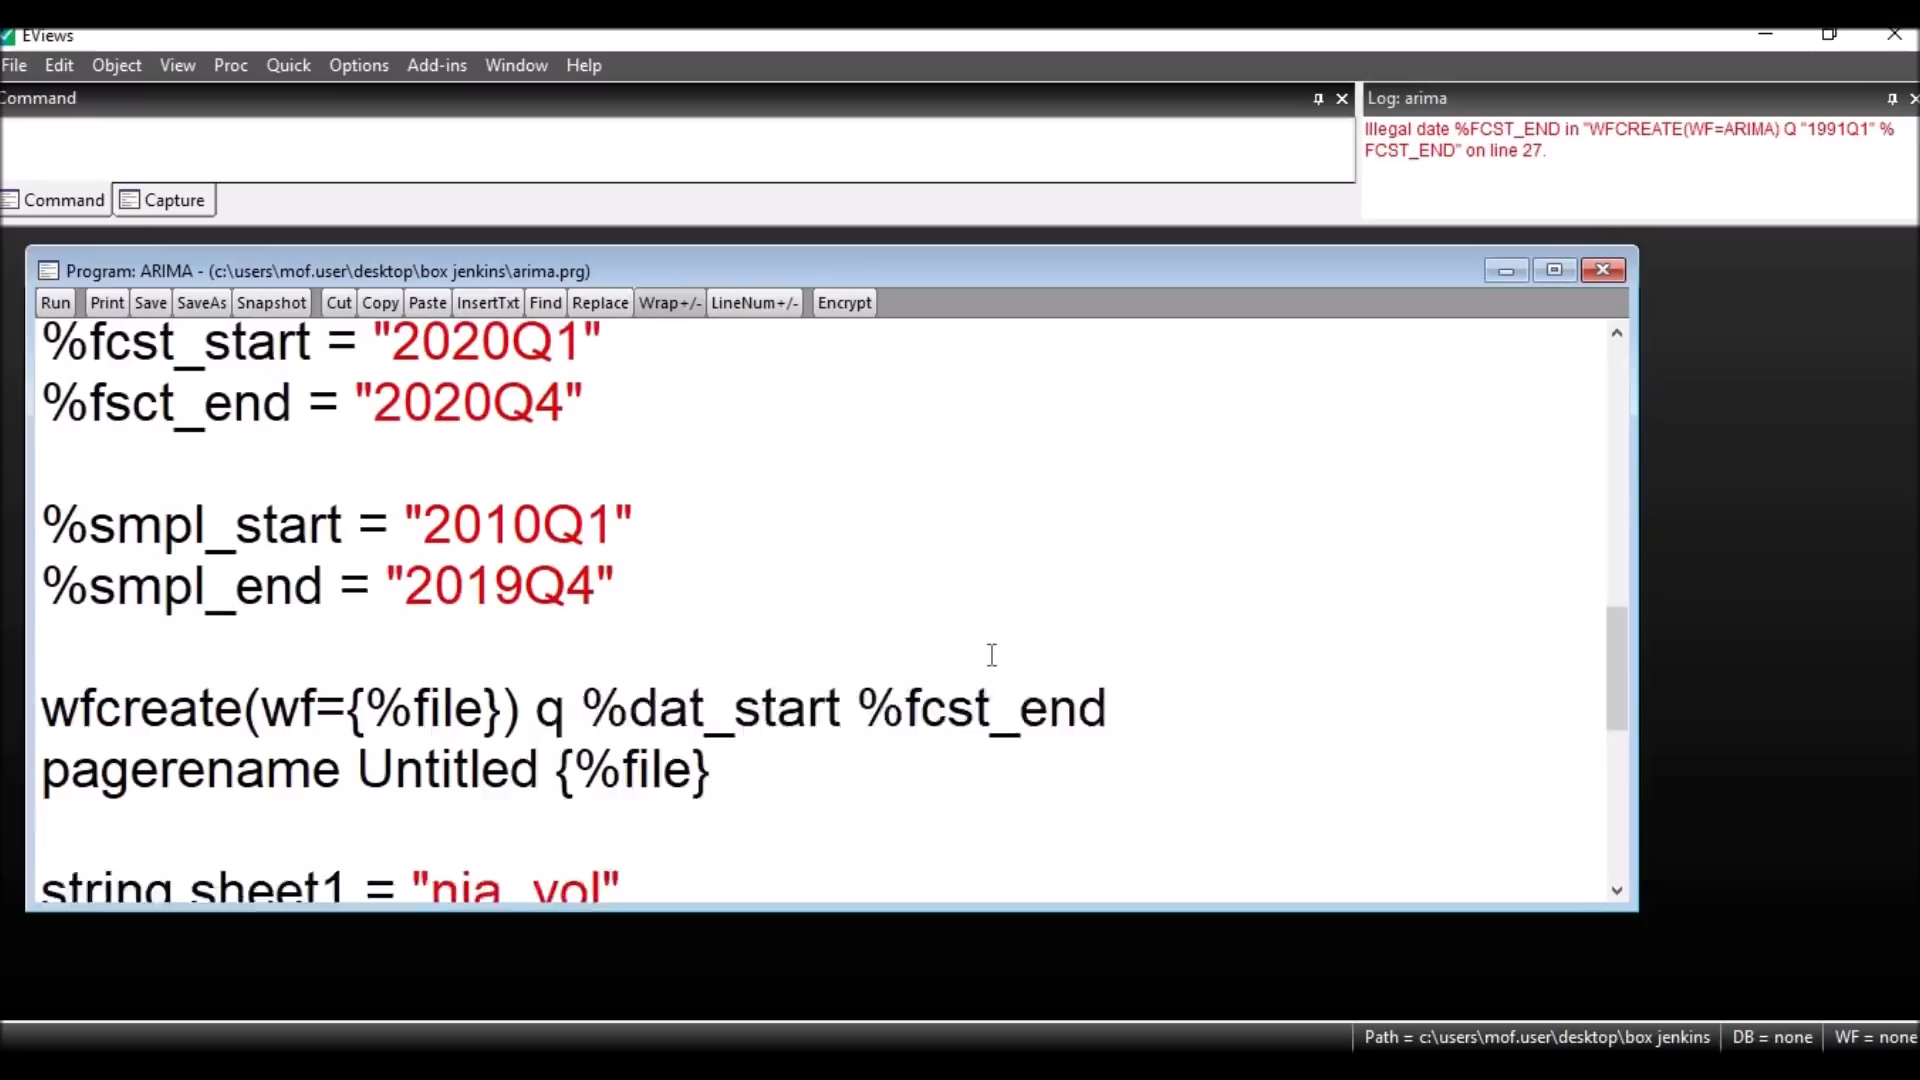 EViews
File Edit Object View Proc Quick Options Add-ins Window Help
Command
Log: arima
Illegal date %FCST_END in "WFCREATE(WF=ARIMA) Q "1991Q1" %
FCST_END" on line 27.
Command Capture
Program: ARIMA - (c:\users\mof.user\desktop\box jenkins\arima.prg)
Run Print Save SaveAs Snapshot Cut Copy Paste InsertTxt Find Replace Wrap+/- LineNum+/- Encrypt
%fcst_start = "2020Q1"
%fsct_end = "2020Q4"
%smpl_start = "2010Q1"
%smpl_end = "2019Q4"
wfcreate(wf={%file}) q %dat_start %fcst_end
pagerename Untitled {%file}
string sheet1 = "nia_vol"
Path = c:\users\mof.user\desktop\box jenkins DB = none WF = none